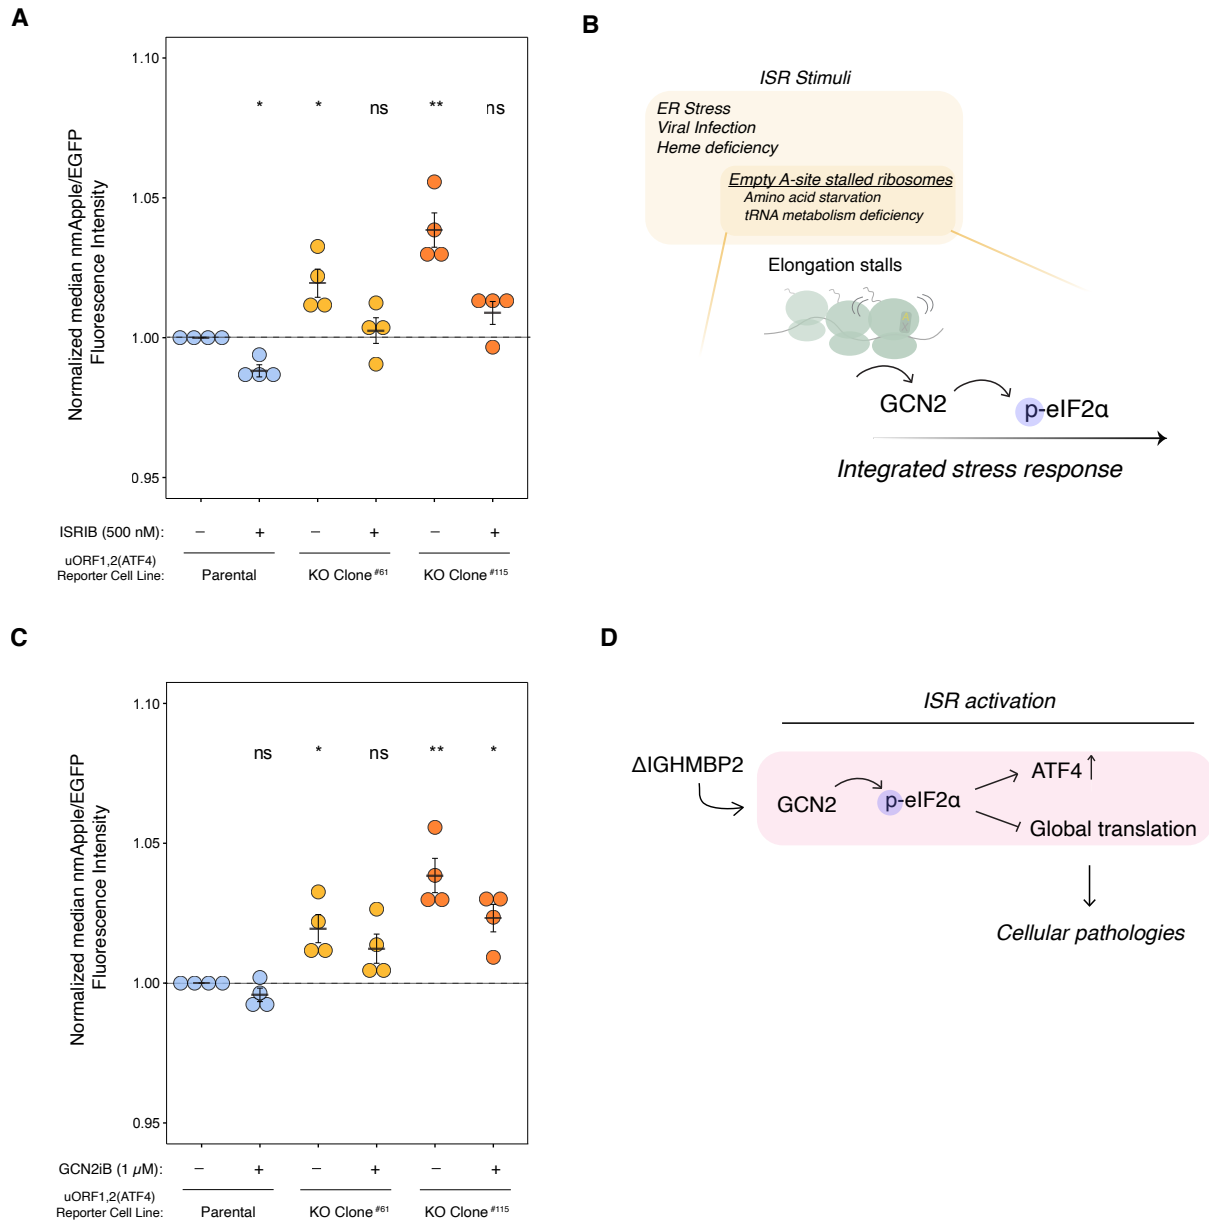 A
Normalized median nmApple/EGFP
Fluorescence Intensity
1.10
1.05
1.00
0.95
* * ns ** ns
ISRIB (500 nM): – + – + – +
uORF1,2(ATF4)
Reporter Cell Line: Parental KO Clone #61 KO Clone #115
B
ISR Stimuli
ER Stress
Viral Infection
Heme deficiency
Empty A-site stalled ribosomes
Amino acid starvation
tRNA metabolism deficiency
Elongation stalls
GCN2 p-eIF2α
Integrated stress response
C
Normalized median nmApple/EGFP
Fluorescence Intensity
1.10
1.05
1.00
0.95
ns * ns ** *
GCN2iB (1 µM): – + – + – +
uORF1,2(ATF4)
Reporter Cell Line: Parental KO Clone #61 KO Clone #115
D
ISR activation
ΔIGHMBP2
GCN2 p-eIF2α ATF4
Global translation
Cellular pathologies